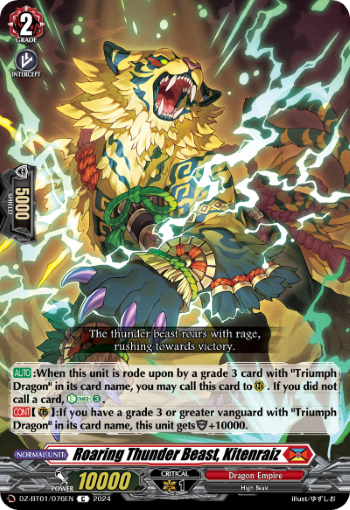 2
GRADE
INTERCEPT
5000
SHIELD
The thunder beast roars with rage,
rushing towards victory.
AUTO :When this unit is rode upon by a grade 3 card with "Triumph
Dragon" in its card name, you may call this card to . If you did not
call a card,
CONT 【 】:If you have a grade 3 or greater vanguard with "Triumph
Dragon" in its card name, this unit gets +10000.
NORMAL UNIT Roaring Thunder Beast, Kitenraiz
POWER 10000 CRITICAL 1 Dragon Empire
High Beast
DZ-BT01/076EN C 2024 illust/ゆずしお